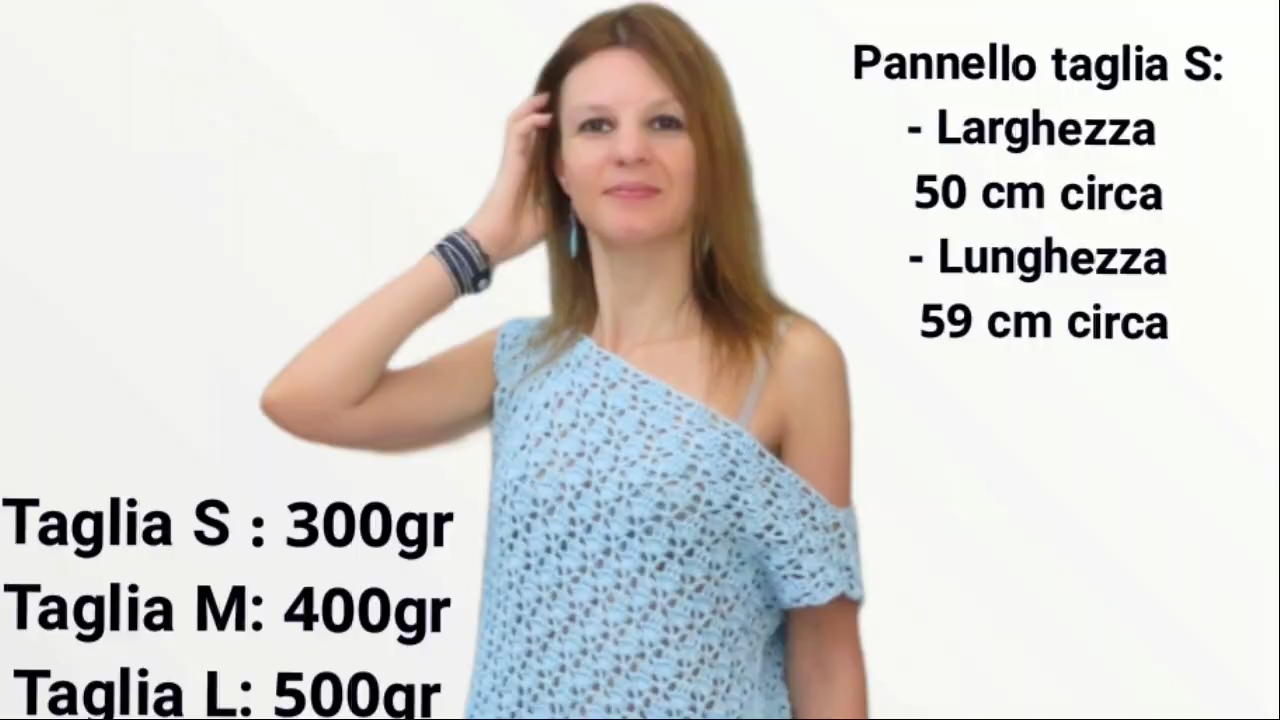 Pannello taglia S:
- Larghezza
50 cm circa
- Lunghezza
59 cm circa
Taglia S : 300gr
Taglia M: 400gr
Taglia L: 500gr